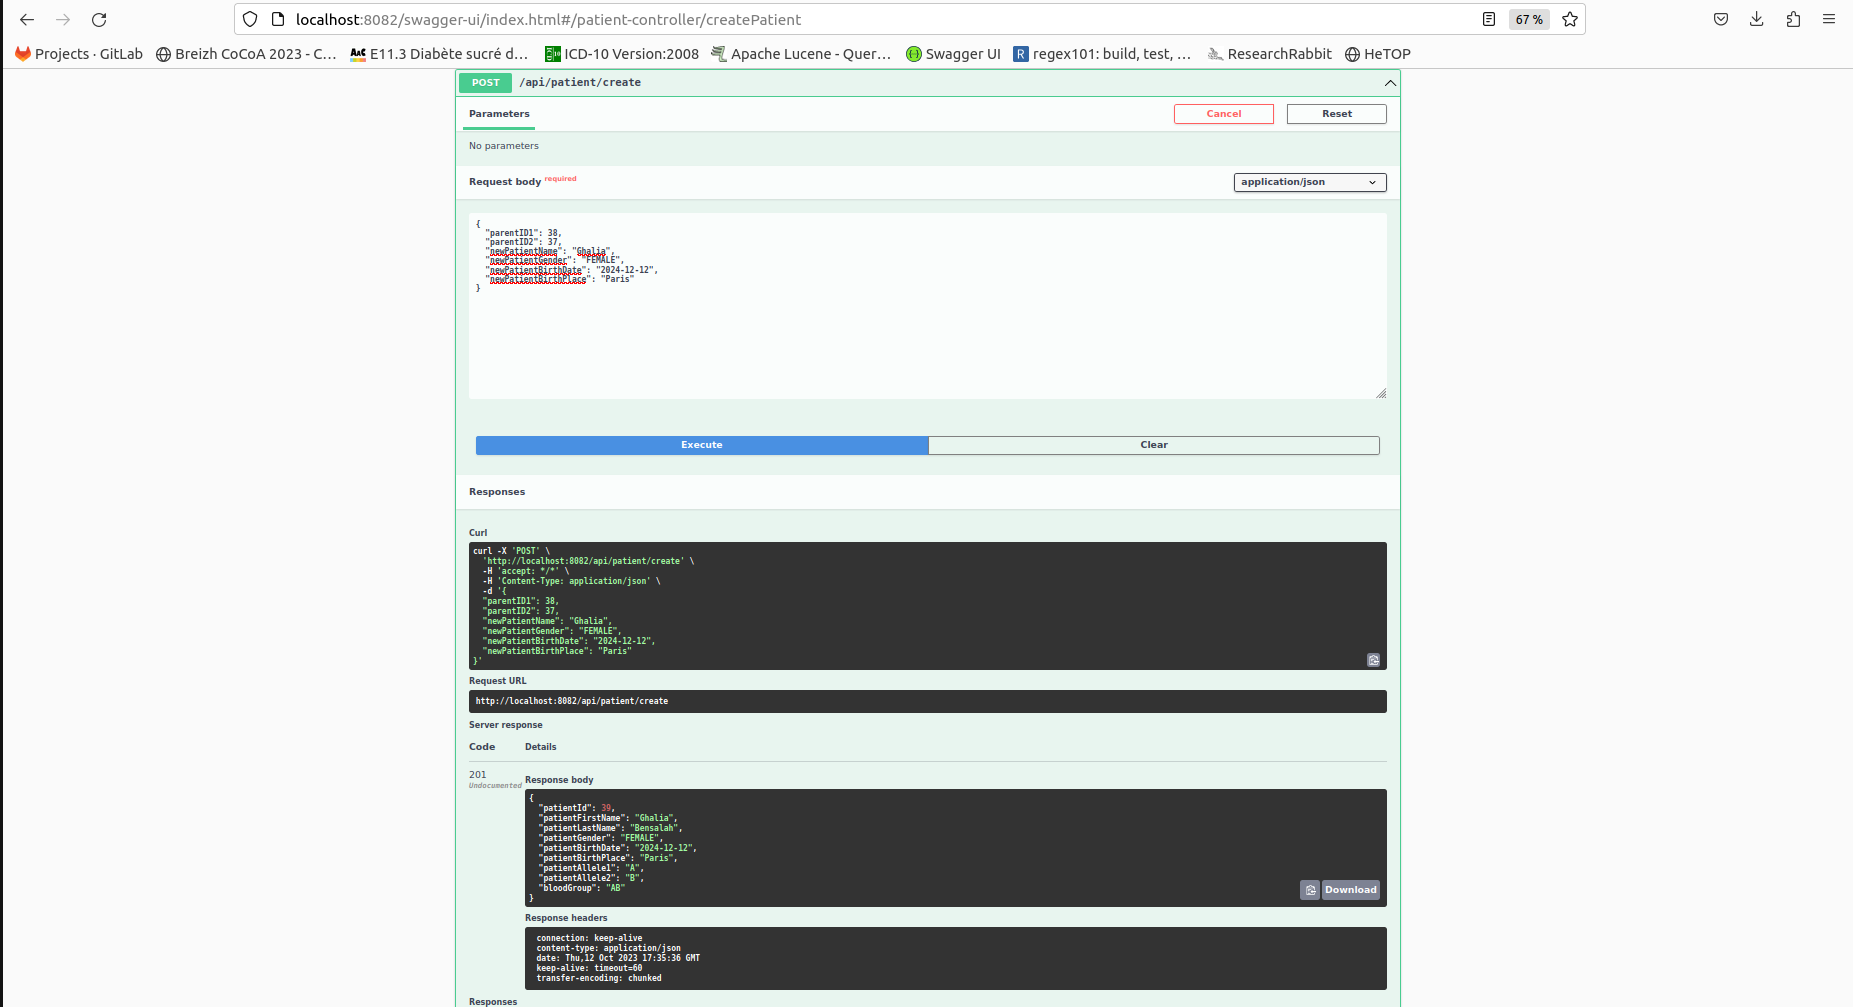 localhost:8082/swagger-ui/index.html#/patient-controller/createPatient
67 %
Projects · GitLab
Breizh CoCoA 2023 - C…
E11.3 Diabète sucré d…
ICD-10 Version:2008
Apache Lucene - Quer…
Swagger UI
regex101: build, test, …
ResearchRabbit
HeTOP
POST /api/patient/create
Parameters
Cancel
Reset
No parameters
Request body required
application/json
{
"parentID1": 38,
"parentID2": 37,
"newPatientName": "Ghalia",
"newPatientGender": "FEMALE",
"newPatientBirthDate": "2024-12-12",
"newPatientBirthPlace": "Paris"
}
Execute
Clear
Responses
Curl
curl -X 'POST' \
'http://localhost:8082/api/patient/create' \
-H 'accept: */*' \
-H 'Content-Type: application/json' \
-d '{
"parentID1": 38,
"parentID2": 37,
"newPatientName": "Ghalia",
"newPatientGender": "FEMALE",
"newPatientBirthDate": "2024-12-12",
"newPatientBirthPlace": "Paris"
}'
Request URL
http://localhost:8082/api/patient/create
Server response
Code Details
201
Undocumented
Response body
{
"patientId": 39,
"patientFirstName": "Ghalia",
"patientLastName": "Bensalah",
"patientGender": "FEMALE",
"patientBirthDate": "2024-12-12",
"patientBirthPlace": "Paris",
"patientAllele1": "A",
"patientAllele2": "B",
"bloodGroup": "AB"
}
Download
Response headers
connection: keep-alive
content-type: application/json
date: Thu,12 Oct 2023 17:35:36 GMT
keep-alive: timeout=60
transfer-encoding: chunked
Responses